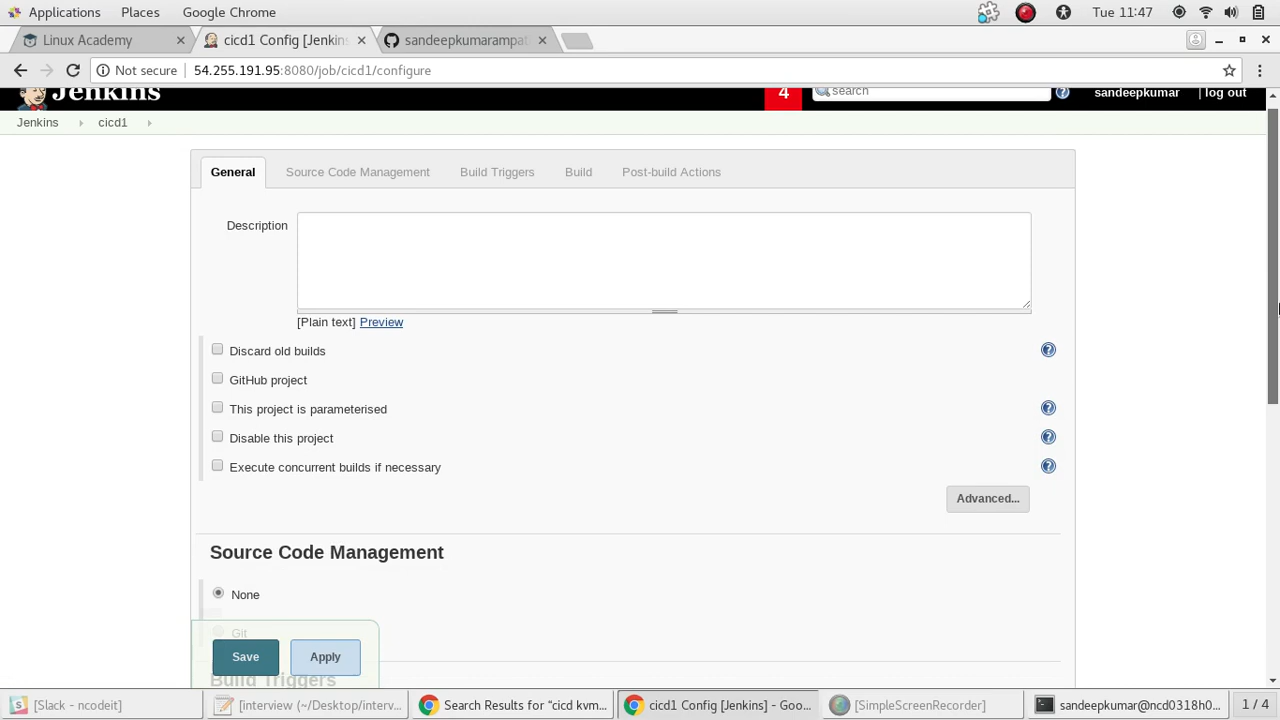 Applications Places Google Chrome Tue 11:47
Linux Academy cicd1 Config [Jenkins sandeepkumarampat
Not secure 54.255.191.95:8080/job/cicd1/configure
Jenkins 4 search sandeepkumar | log out
Jenkins cicd1
General Source Code Management Build Triggers Build Post-build Actions
Description
[Plain text] Preview
Discard old builds
GitHub project
This project is parameterised
Disable this project
Execute concurrent builds if necessary
Advanced...
Source Code Management
None
Git
Save Apply
Build Triggers
[Slack - ncodeit] [interview (~/Desktop/interv... Search Results for "cicd kvm... cicd1 Config [Jenkins] - Goo... [SimpleScreenRecorder] sandeepkumar@ncd0318h0... 1 / 4